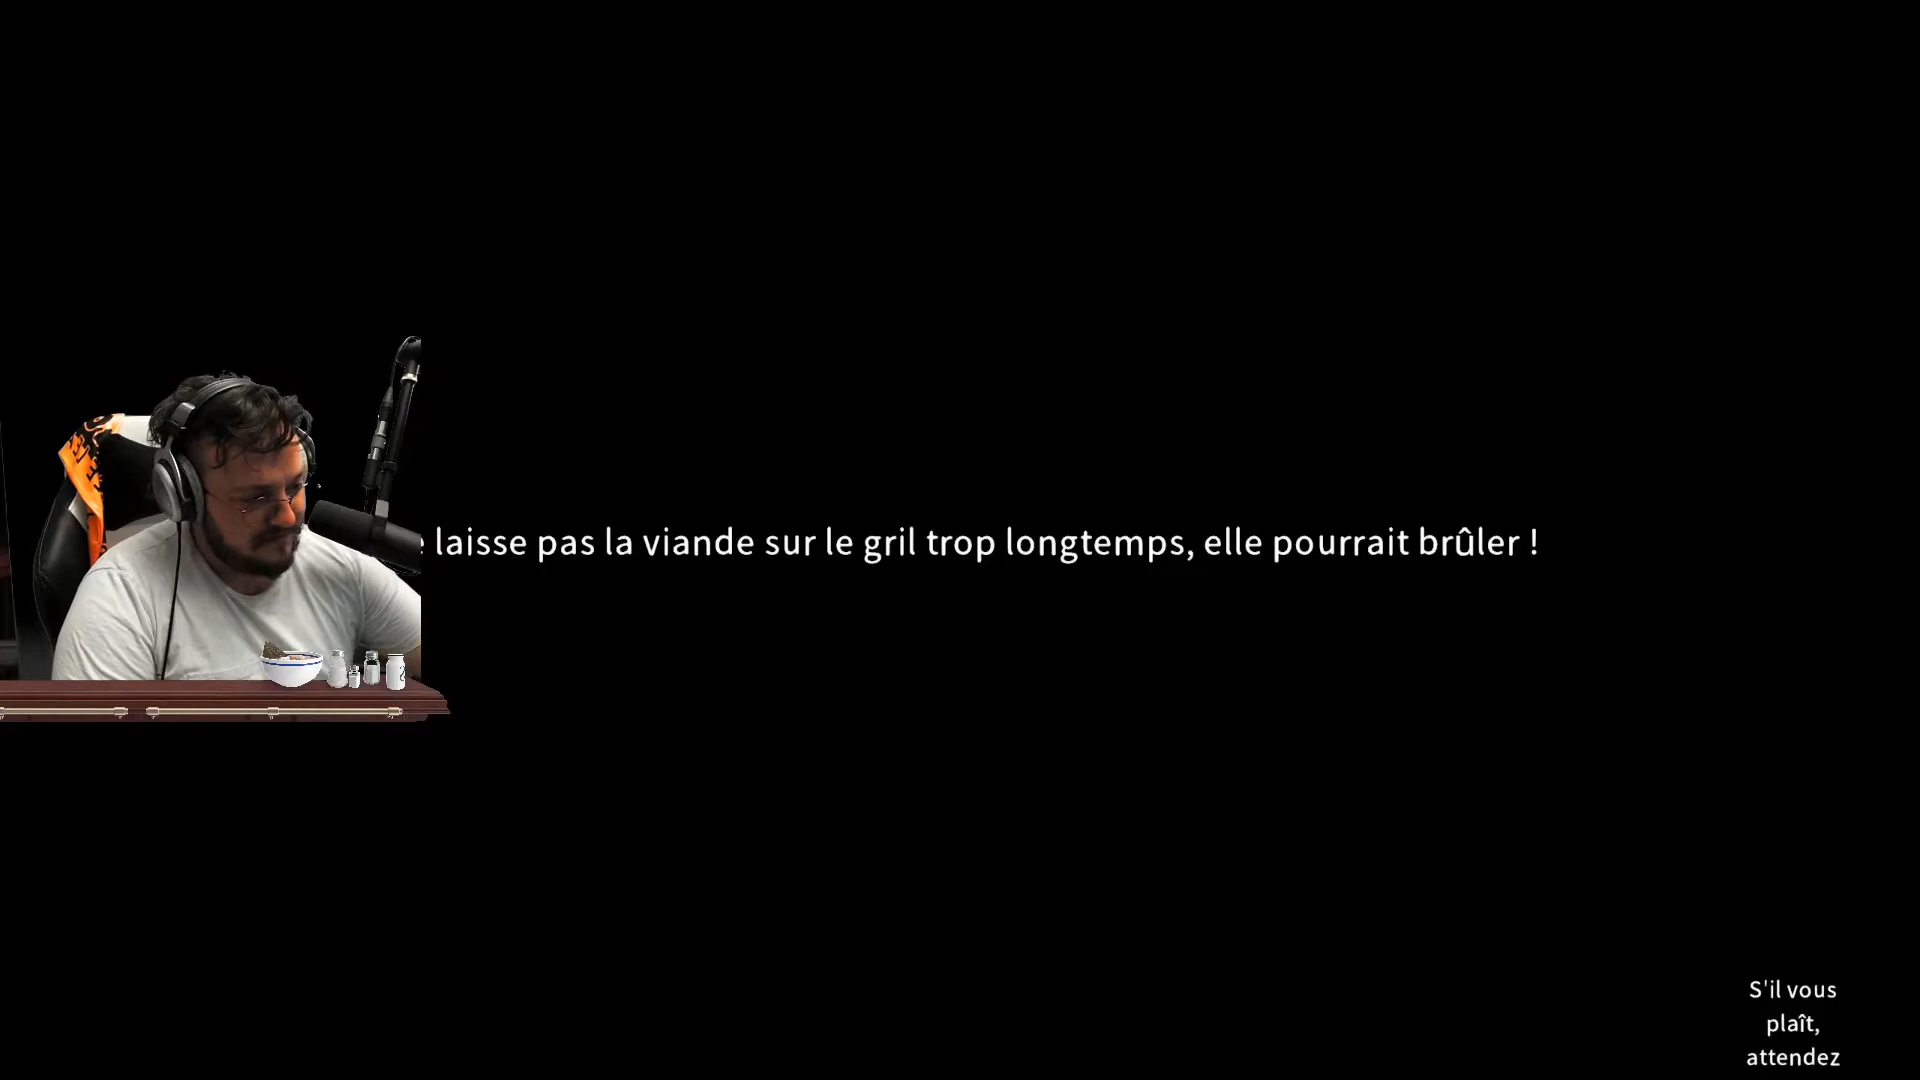 laisse pas la viande sur le gril trop longtemps, elle pourrait brûler !
S'il vous
plaît,
attendez